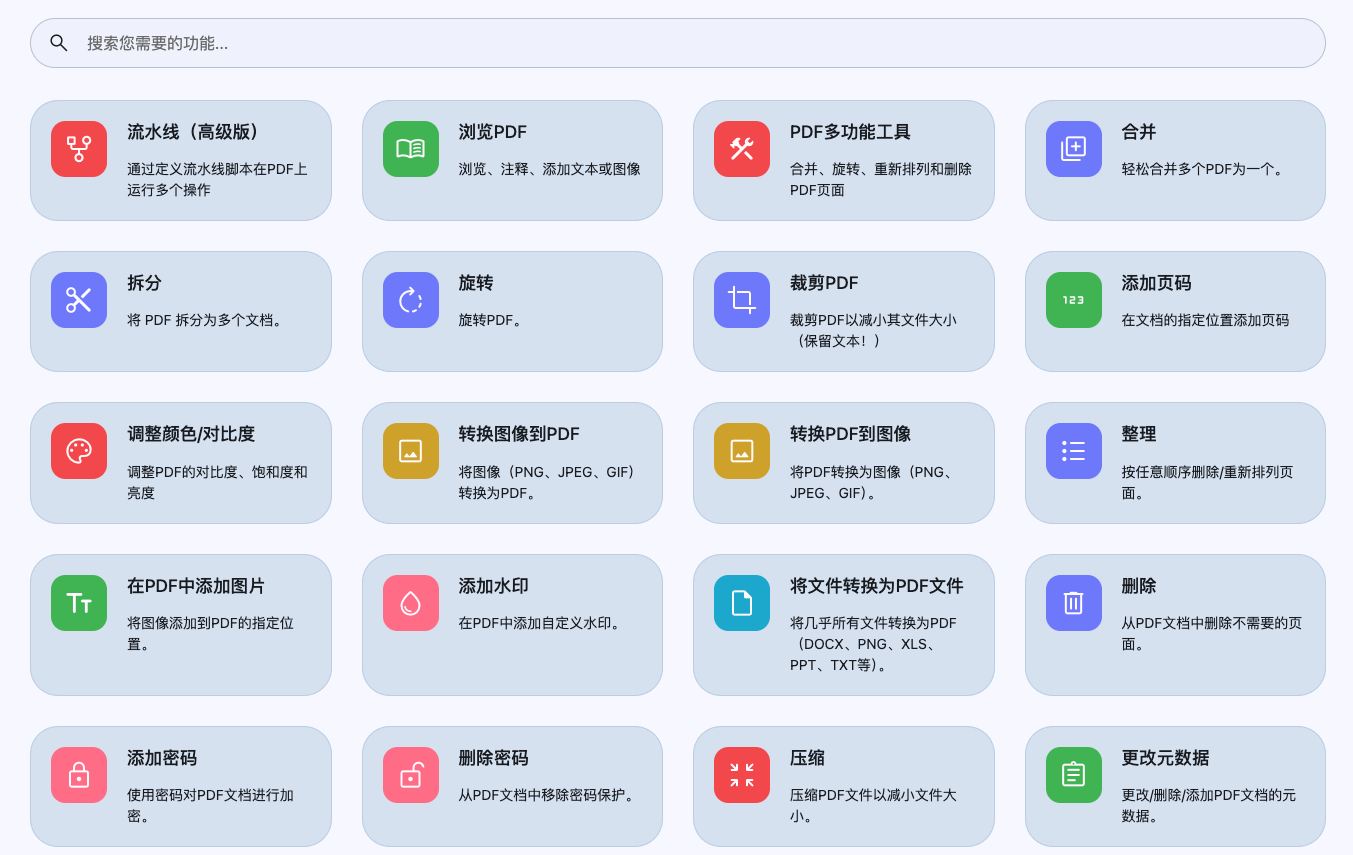 搜索您需要的功能...
流水线（高级版）
通过定义流水线脚本在PDF上
运行多个操作
浏览PDF
浏览、注释、添加文本或图像
PDF多功能工具
合并、旋转、重新排列和删除
PDF页面
合并
轻松合并多个PDF为一个。
拆分
将 PDF 拆分为多个文档。
旋转
旋转PDF。
裁剪PDF
裁剪PDF以减小其文件大小
（保留文本！）
123
添加页码
在文档的指定位置添加页码
调整颜色/对比度
调整PDF的对比度、饱和度和
亮度
转换图像到PDF
将图像（PNG、JPEG、GIF）
转换为PDF。
转换PDF到图像
将PDF转换为图像（PNG、
JPEG、GIF）。
整理
按任意顺序删除/重新排列页
面。
TT
在PDF中添加图片
将图像添加到PDF的指定位
置。
添加水印
在PDF中添加自定义水印。
将文件转换为PDF文件
将几乎所有文件转换为PDF
（DOCX、PNG、XLS、
PPT、TXT等）。
删除
从PDF文档中删除不需要的页
面。
添加密码
使用密码对PDF文档进行加
密。
删除密码
从PDF文档中移除密码保护。
压缩
压缩PDF文件以减小文件大
小。
更改元数据
更改/删除/添加PDF文档的元
数据。